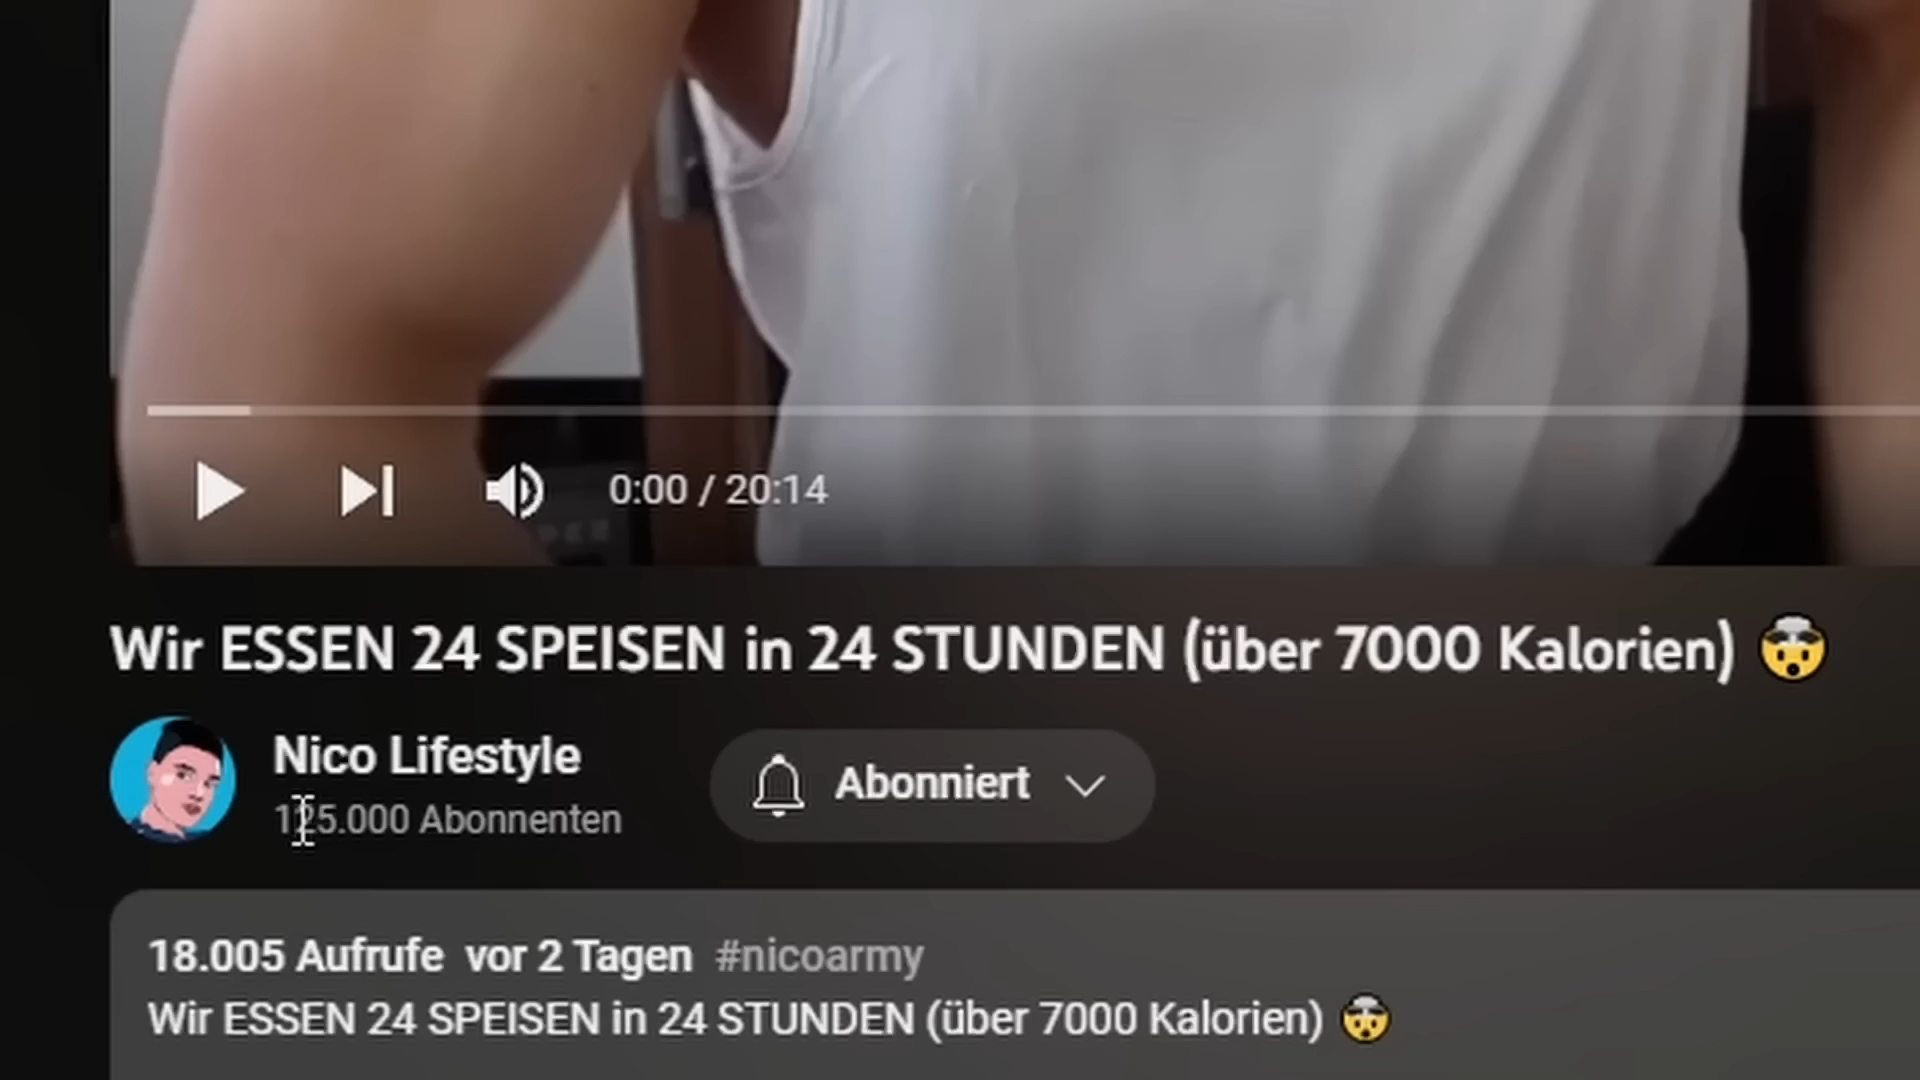 0:00 / 20:14
Wir ESSEN 24 SPEISEN in 24 STUNDEN (über 7000 Kalorien) 🤯
Nico Lifestyle
125.000 Abonnenten
Abonniert
18.005 Aufrufe vor 2 Tagen #nicoarmy
Wir ESSEN 24 SPEISEN in 24 STUNDEN (über 7000 Kalorien) 🤯